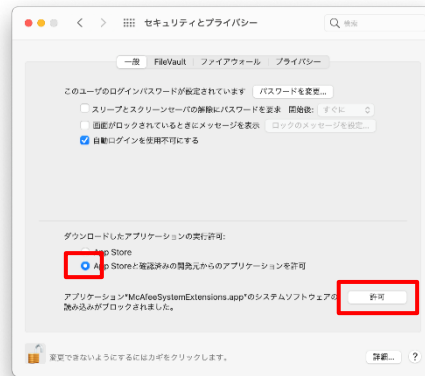 セキュリティとプライバシー
検索
一般 FileVault ファイアウォール プライバシー
このユーザのログインパスワードが設定されています パスワードを変更...
スリープとスクリーンセーバの解除にパスワードを要求 開始後: すぐに
画面がロックされているときにメッセージを表示 ロックのメッセージを設定...
自動ログインを使用不可にする
ダウンロードしたアプリケーションの実行許可:
App Store
App Storeと確認済みの開発元からのアプリケーションを許可
アプリケーション"McAfeeSystemExtensions.app"のシステムソフトウェアの 許可
読み込みがブロックされました。
変更できないようにするにはカギをクリックします。 詳細... ?